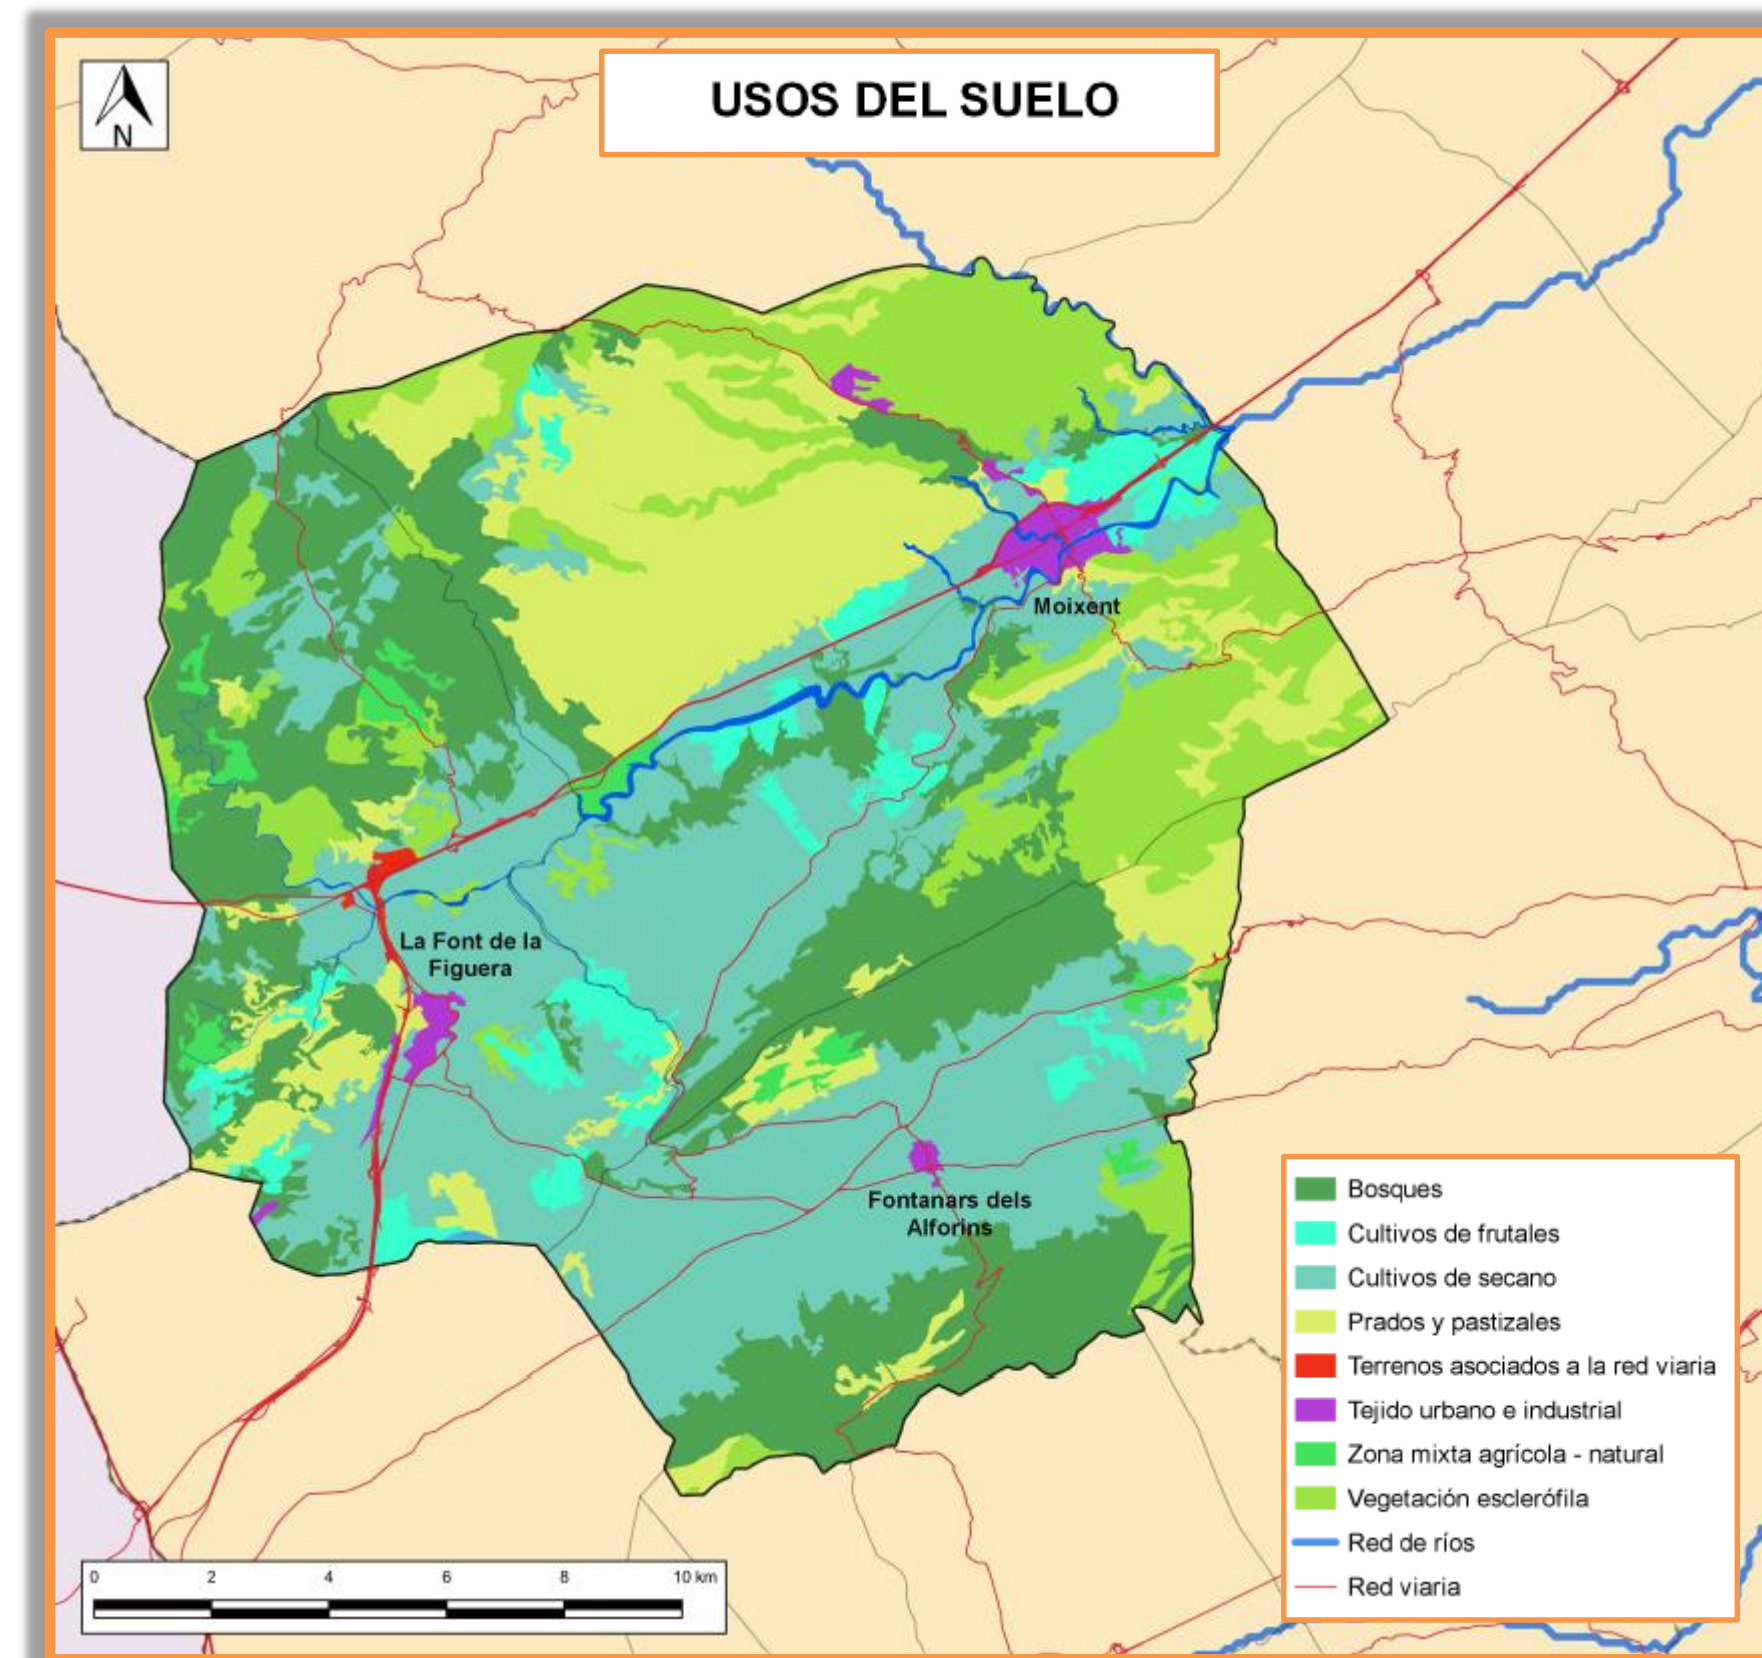 USOS DEL SUELO
N
Moixent
La Font de la
Figuera
Fontanars dels
Alforins
Bosques
Cultivos de frutales
Cultivos de secano
Prados y pastizales
Terrenos asociados a la red viaria
Tejido urbano e industrial
Zona mixta agrícola - natural
Vegetación esclerófila
Red de ríos
Red viaria
0 2 4 6 8 10 km